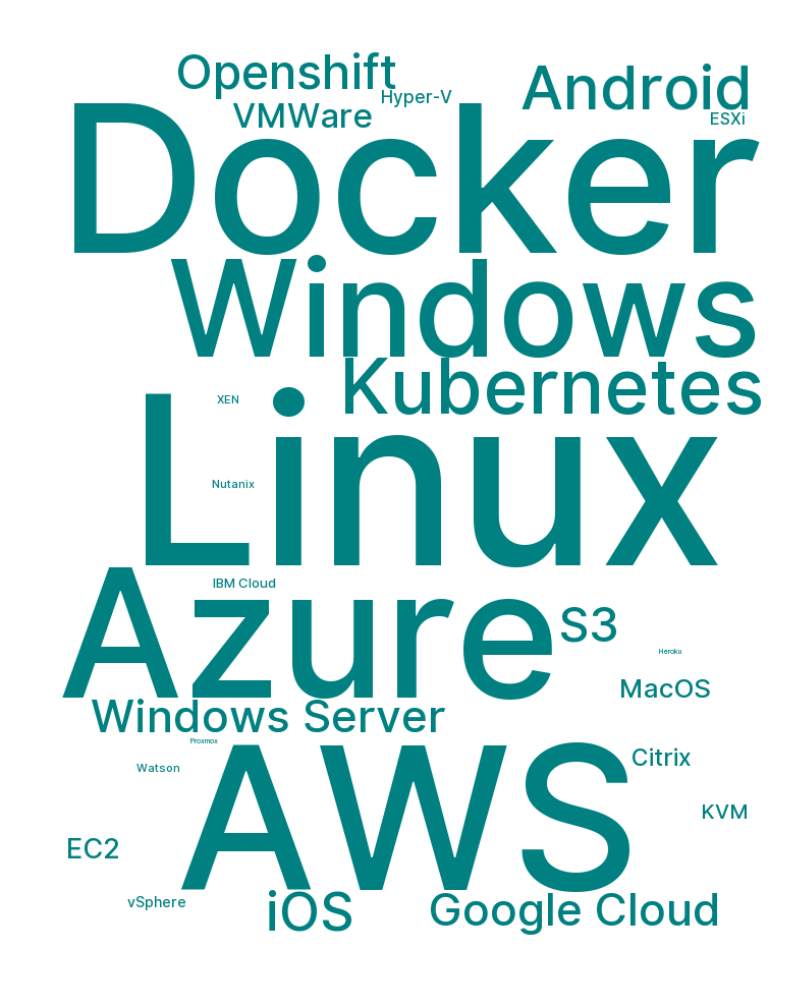 Openshift
Android
Hyper-V
VMWare
ESXi
Docker
Windows
Kubernetes
XEN
Linux
Nutanix
IBM Cloud
Azure
S3
Heroku
MacOS
Windows Server
Proxmox
Citrix
Watson
AWS
KVM
EC2
vSphere
iOS
Google Cloud